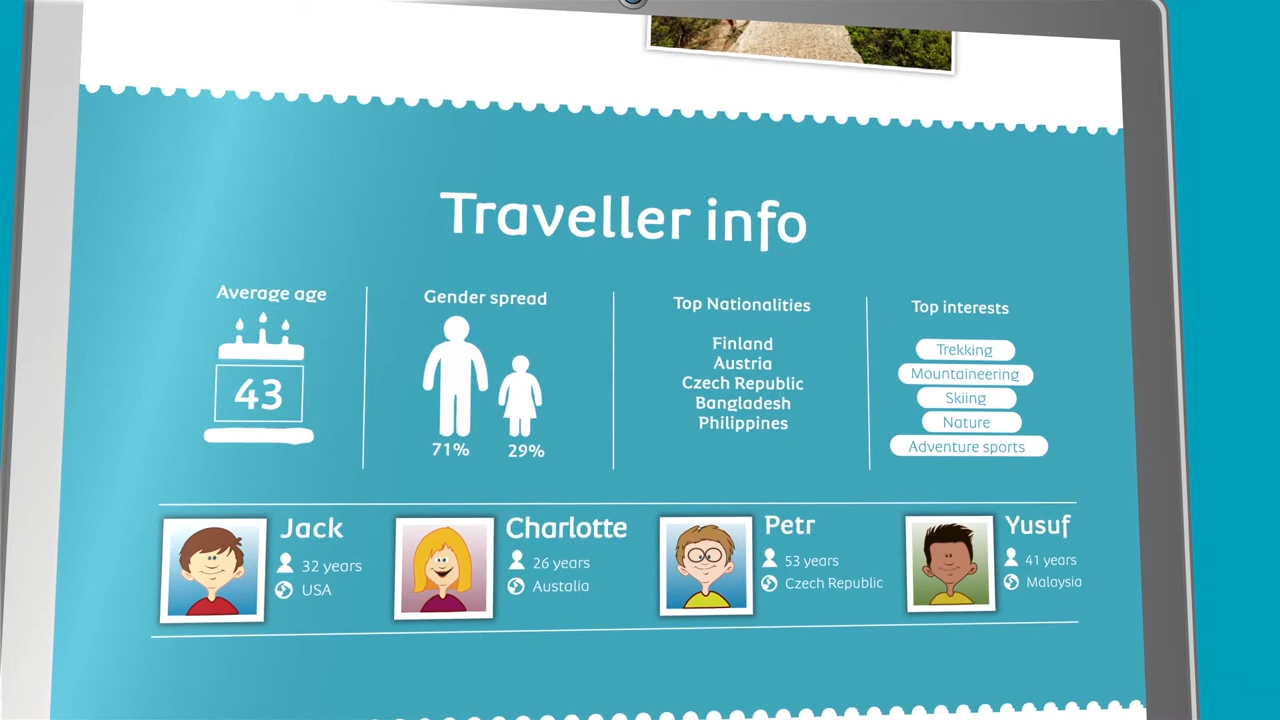 Traveller info
Average age
43
Gender spread
71% 29%
Top Nationalities
Finland
Austria
Czech Republic
Bangladesh
Philippines
Top interests
Trekking
Mountaineering
Skiing
Nature
Adventure sports
Jack
32 years
USA
Charlotte
26 years
Austalia
Petr
53 years
Czech Republic
Yusuf
41 years
Malaysia